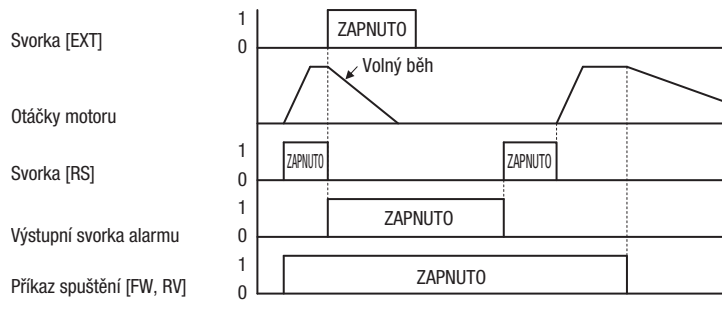 1
Svorka [EXT]
ZAPNUTO
0
Volný běh
Otáčky motoru
1
Svorka [RS]
ZAPNUTO
ZAPNUTO
0
1
Výstupní svorka alarmu
ZAPNUTO
0
1
Příkaz spuštění [FW, RV]
ZAPNUTO
0